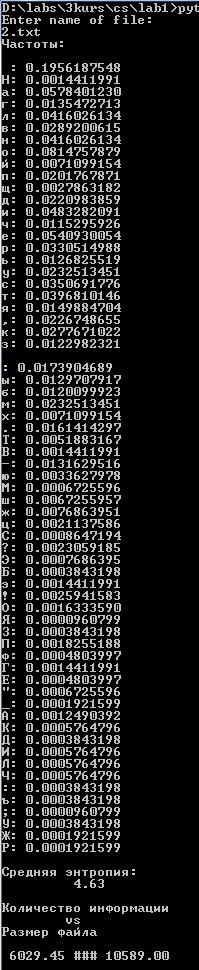 D:\labs\3kurs\cs\lab1>pyt
Enter name of file:
2.txt
Частоты:
 : 0.1956187548
Н: 0.0014411991
а: 0.0578401230
г: 0.0135472713
л: 0.0416026134
в: 0.0289200615
н: 0.0416026134
о: 0.0814757879
й: 0.0071099154
п: 0.0201767871
щ: 0.0027863182
д: 0.0220983859
и: 0.0483282091
ч: 0.0115295926
е: 0.0540930054
р: 0.0330514988
ь: 0.0126825519
у: 0.0232513451
с: 0.0350691776
т: 0.0396810146
я: 0.0149884704
,: 0.0226748655
к: 0.0277671022
з: 0.0122982321
: 0.0173904689
ы: 0.0129707917
б: 0.0120099923
м: 0.0232513451
х: 0.0071099154
.: 0.0161414297
Т: 0.0051883167
В: 0.0014411991
-: 0.0131629516
ю: 0.0033627978
М: 0.0006725596
ш: 0.0067255957
ж: 0.0076863951
ц: 0.0021137586
С: 0.0008647194
?: 0.0023059185
Э: 0.0007686395
Б: 0.0003843198
э: 0.0014411991
!: 0.0025941583
О: 0.0016333590
Я: 0.0000960799
З: 0.0003843198
П: 0.0018255188
ф: 0.0004803997
Г: 0.0014411991
Е: 0.0004803997
": 0.0006725596
_: 0.0001921599
А: 0.0012490392
К: 0.0005764796
Д: 0.0003843198
И: 0.0005764796
Л: 0.0005764796
Ч: 0.0005764796
:: 0.0003843198
ъ: 0.0003843198
;: 0.0000960799
У: 0.0003843198
Ж: 0.0001921599
Р: 0.0001921599
Средняя энтропия:
4.63
Количество информации
vs
Размер файла
6029.45 ### 10589.00